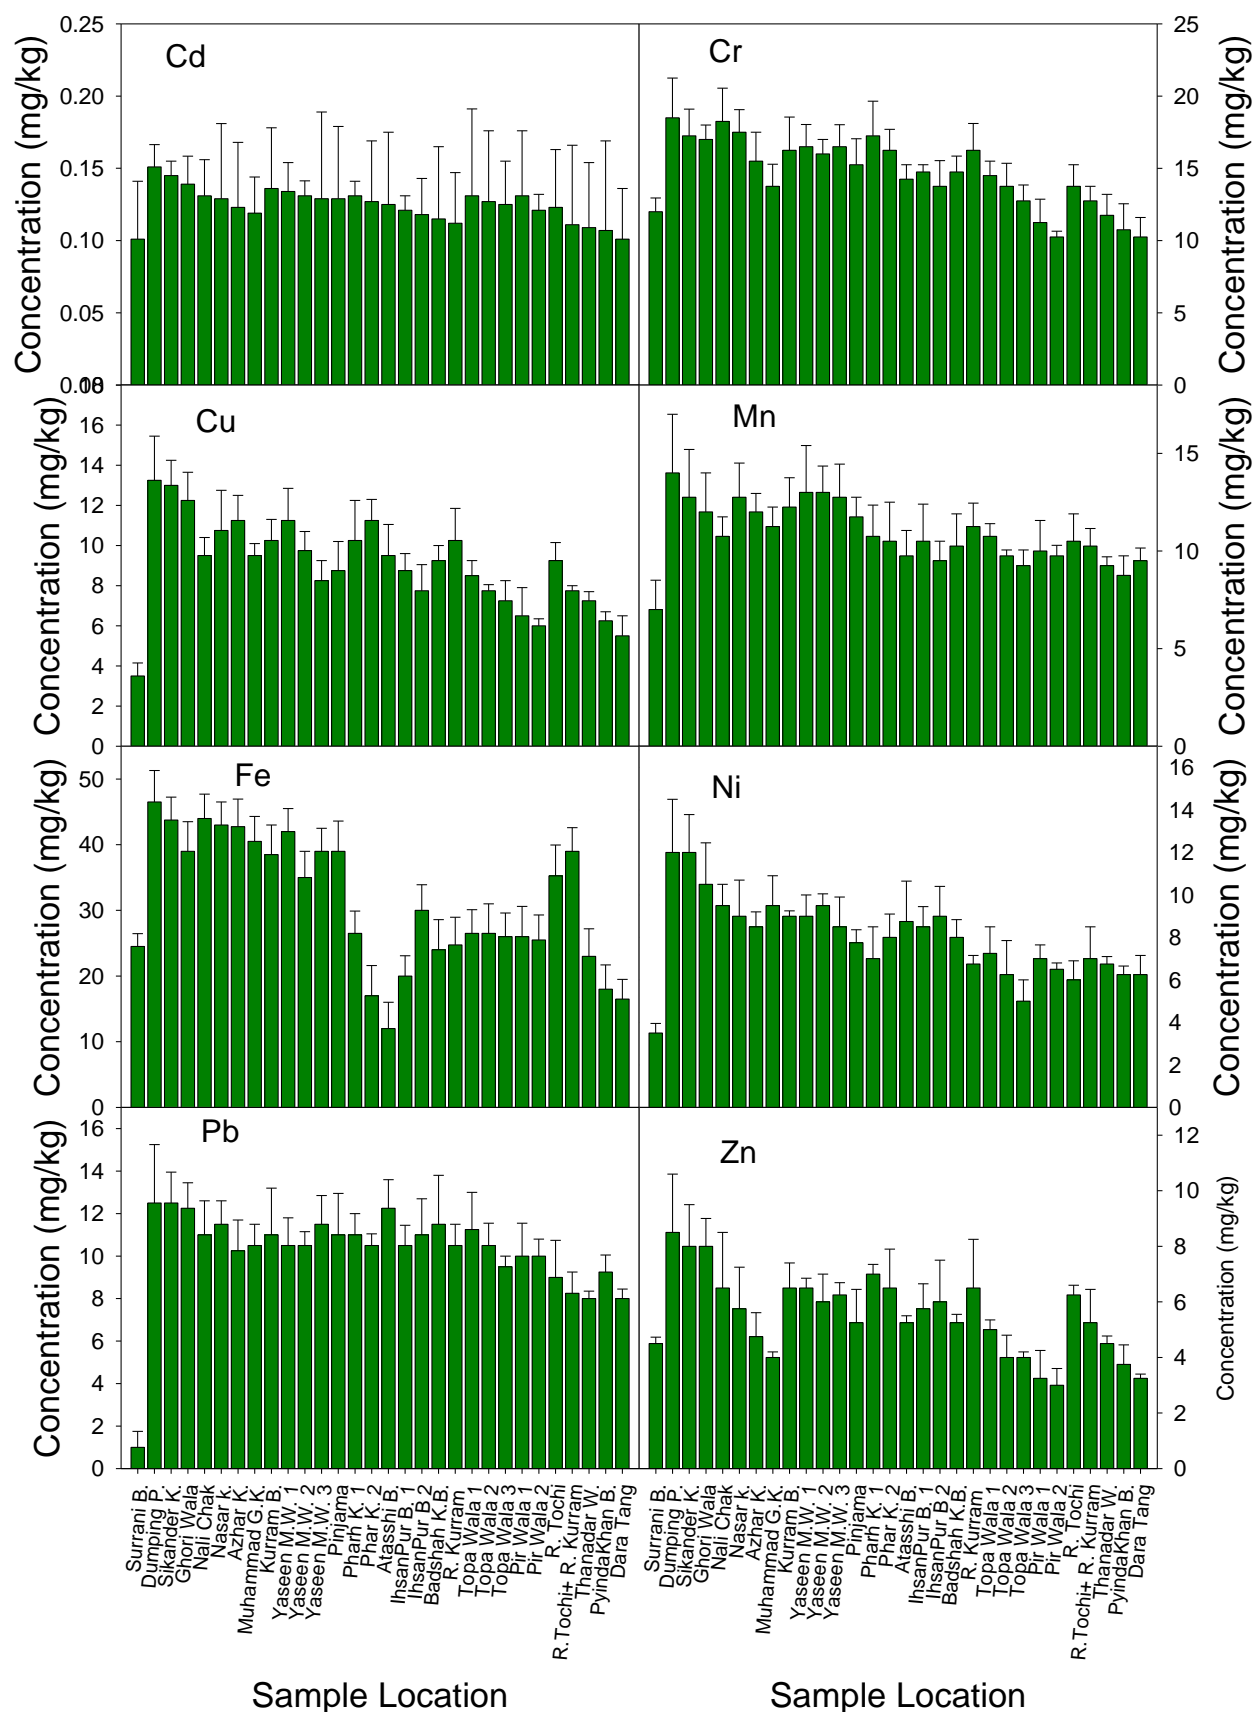 Cd
Concentration (mg/kg)
0.25
0.20
0.15
0.10
0.05
0.00
Cr
Concentration (mg/kg)
25
20
15
10
5
0
Cu
Concentration (mg/kg)
18
16
14
12
10
8
6
4
2
0
Mn
Concentration (mg/kg)
15
10
5
0
Fe
Concentration (mg/kg)
50
40
30
20
10
0
Ni
Concentration (mg/kg)
16
14
12
10
8
6
4
2
0
Pb
Concentration (mg/kg)
16
14
12
10
8
6
4
2
0
Zn
Concentration (mg/kg)
12
10
8
6
4
2
0
Surrani B.
Dumping P.
Sikander K.
Ghori Wala
Nali Chak
Nasar k.
Azhar K.
Muhammad G.K.
Kurram B.
Yaseen M.W. 1
Yaseen M.W. 2
Yaseen M.W. 3
Pinjama
Pharh K. 1
Phar K. 2
Atasshi B.
IhsanPur B. 1
IhsanPur B.2
Badshah K.B.
R. Kurram
Topa Wala 1
Topa Wala 2
Topa Wala 3
Pir Wala 1
Pir Wala 2
R. Tochi
R.Tochi+ R. Kurram
Thanadar W.
PyindaKhan B.
Dara Tang
Sample Location
Surrani B.
Dumping P.
Sikander K.
Ghori Wala
Nali Chak
Nasar k.
Azhar K.
Muhammad G.K.
Kurram B.
Yaseen M.W. 1
Yaseen M.W. 2
Yaseen M.W. 3
Pinjama
Pharh K. 1
Phar K. 2
Atasshi B.
IhsanPur B. 1
IhsanPur B.2
Badshah K.B.
R. Kurram
Topa Wala 1
Topa Wala 2
Topa Wala 3
Pir Wala 1
Pir Wala 2
R. Tochi
R.Tochi+ R. Kurram
Thanadar W.
PyindaKhan B.
Dara Tang
Sample Location